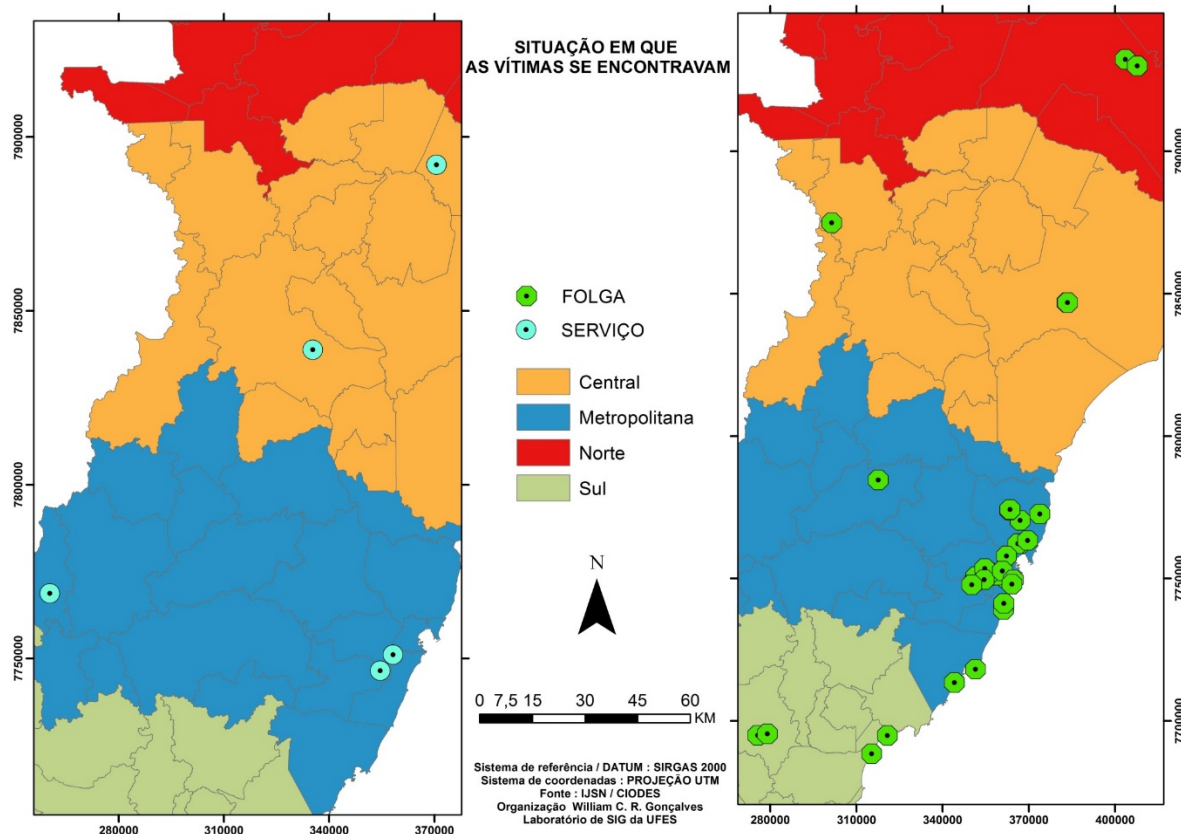 SITUAÇÃO EM QUE
AS VÍTIMAS SE ENCONTRAVAM
FOLGA
SERVIÇO
Central
Metropolitana
Norte
Sul
N
0 7,5 15 30 45 60
KM
Sistema de referência / DATUM : SIRGAS 2000
Sistema de coordenadas : PROJEÇÃO UTM
Fonte : IJSN / CIODES
Organização William C. R. Gonçalves
Laboratório de SIG da UFES
7900000
7850000
7800000
7750000
280000 310000 340000 370000
7900000
7850000
7800000
7750000
7700000
280000 310000 340000 370000 400000